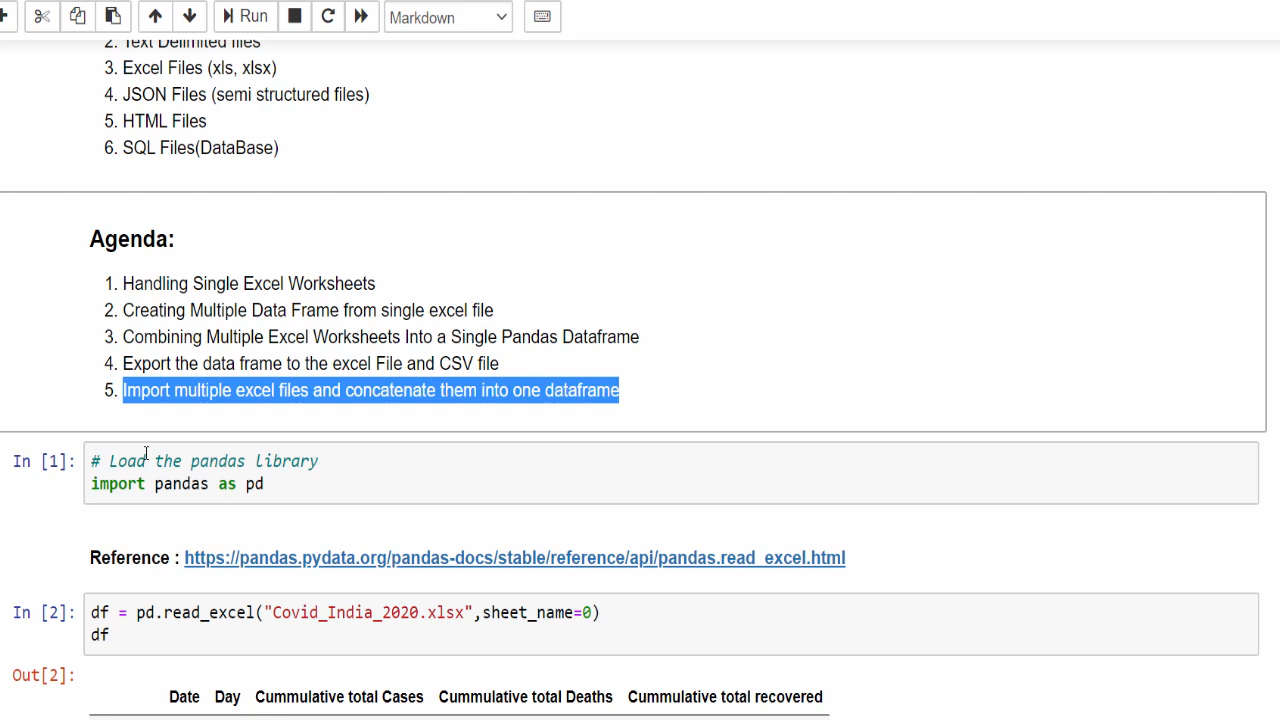 Run
Markdown
2. Text Delimited files
3. Excel Files (xls, xlsx)
4. JSON Files (semi structured files)
5. HTML Files
6. SQL Files(DataBase)
Agenda:
1. Handling Single Excel Worksheets
2. Creating Multiple Data Frame from single excel file
3. Combining Multiple Excel Worksheets Into a Single Pandas Dataframe
4. Export the data frame to the excel File and CSV file
5. Import multiple excel files and concatenate them into one dataframe
In [1]: # Load the pandas library
import pandas as pd
Reference : https://pandas.pydata.org/pandas-docs/stable/reference/api/pandas.read_excel.html
In [2]: df = pd.read_excel("Covid_India_2020.xlsx",sheet_name=0)
df
Out[2]:
Date Day Cummulative total Cases Cummulative total Deaths Cummulative total recovered